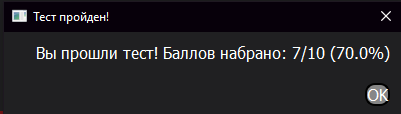 Тест пройден!
Вы прошли тест! Баллов набрано: 7/10 (70.0%)
OK